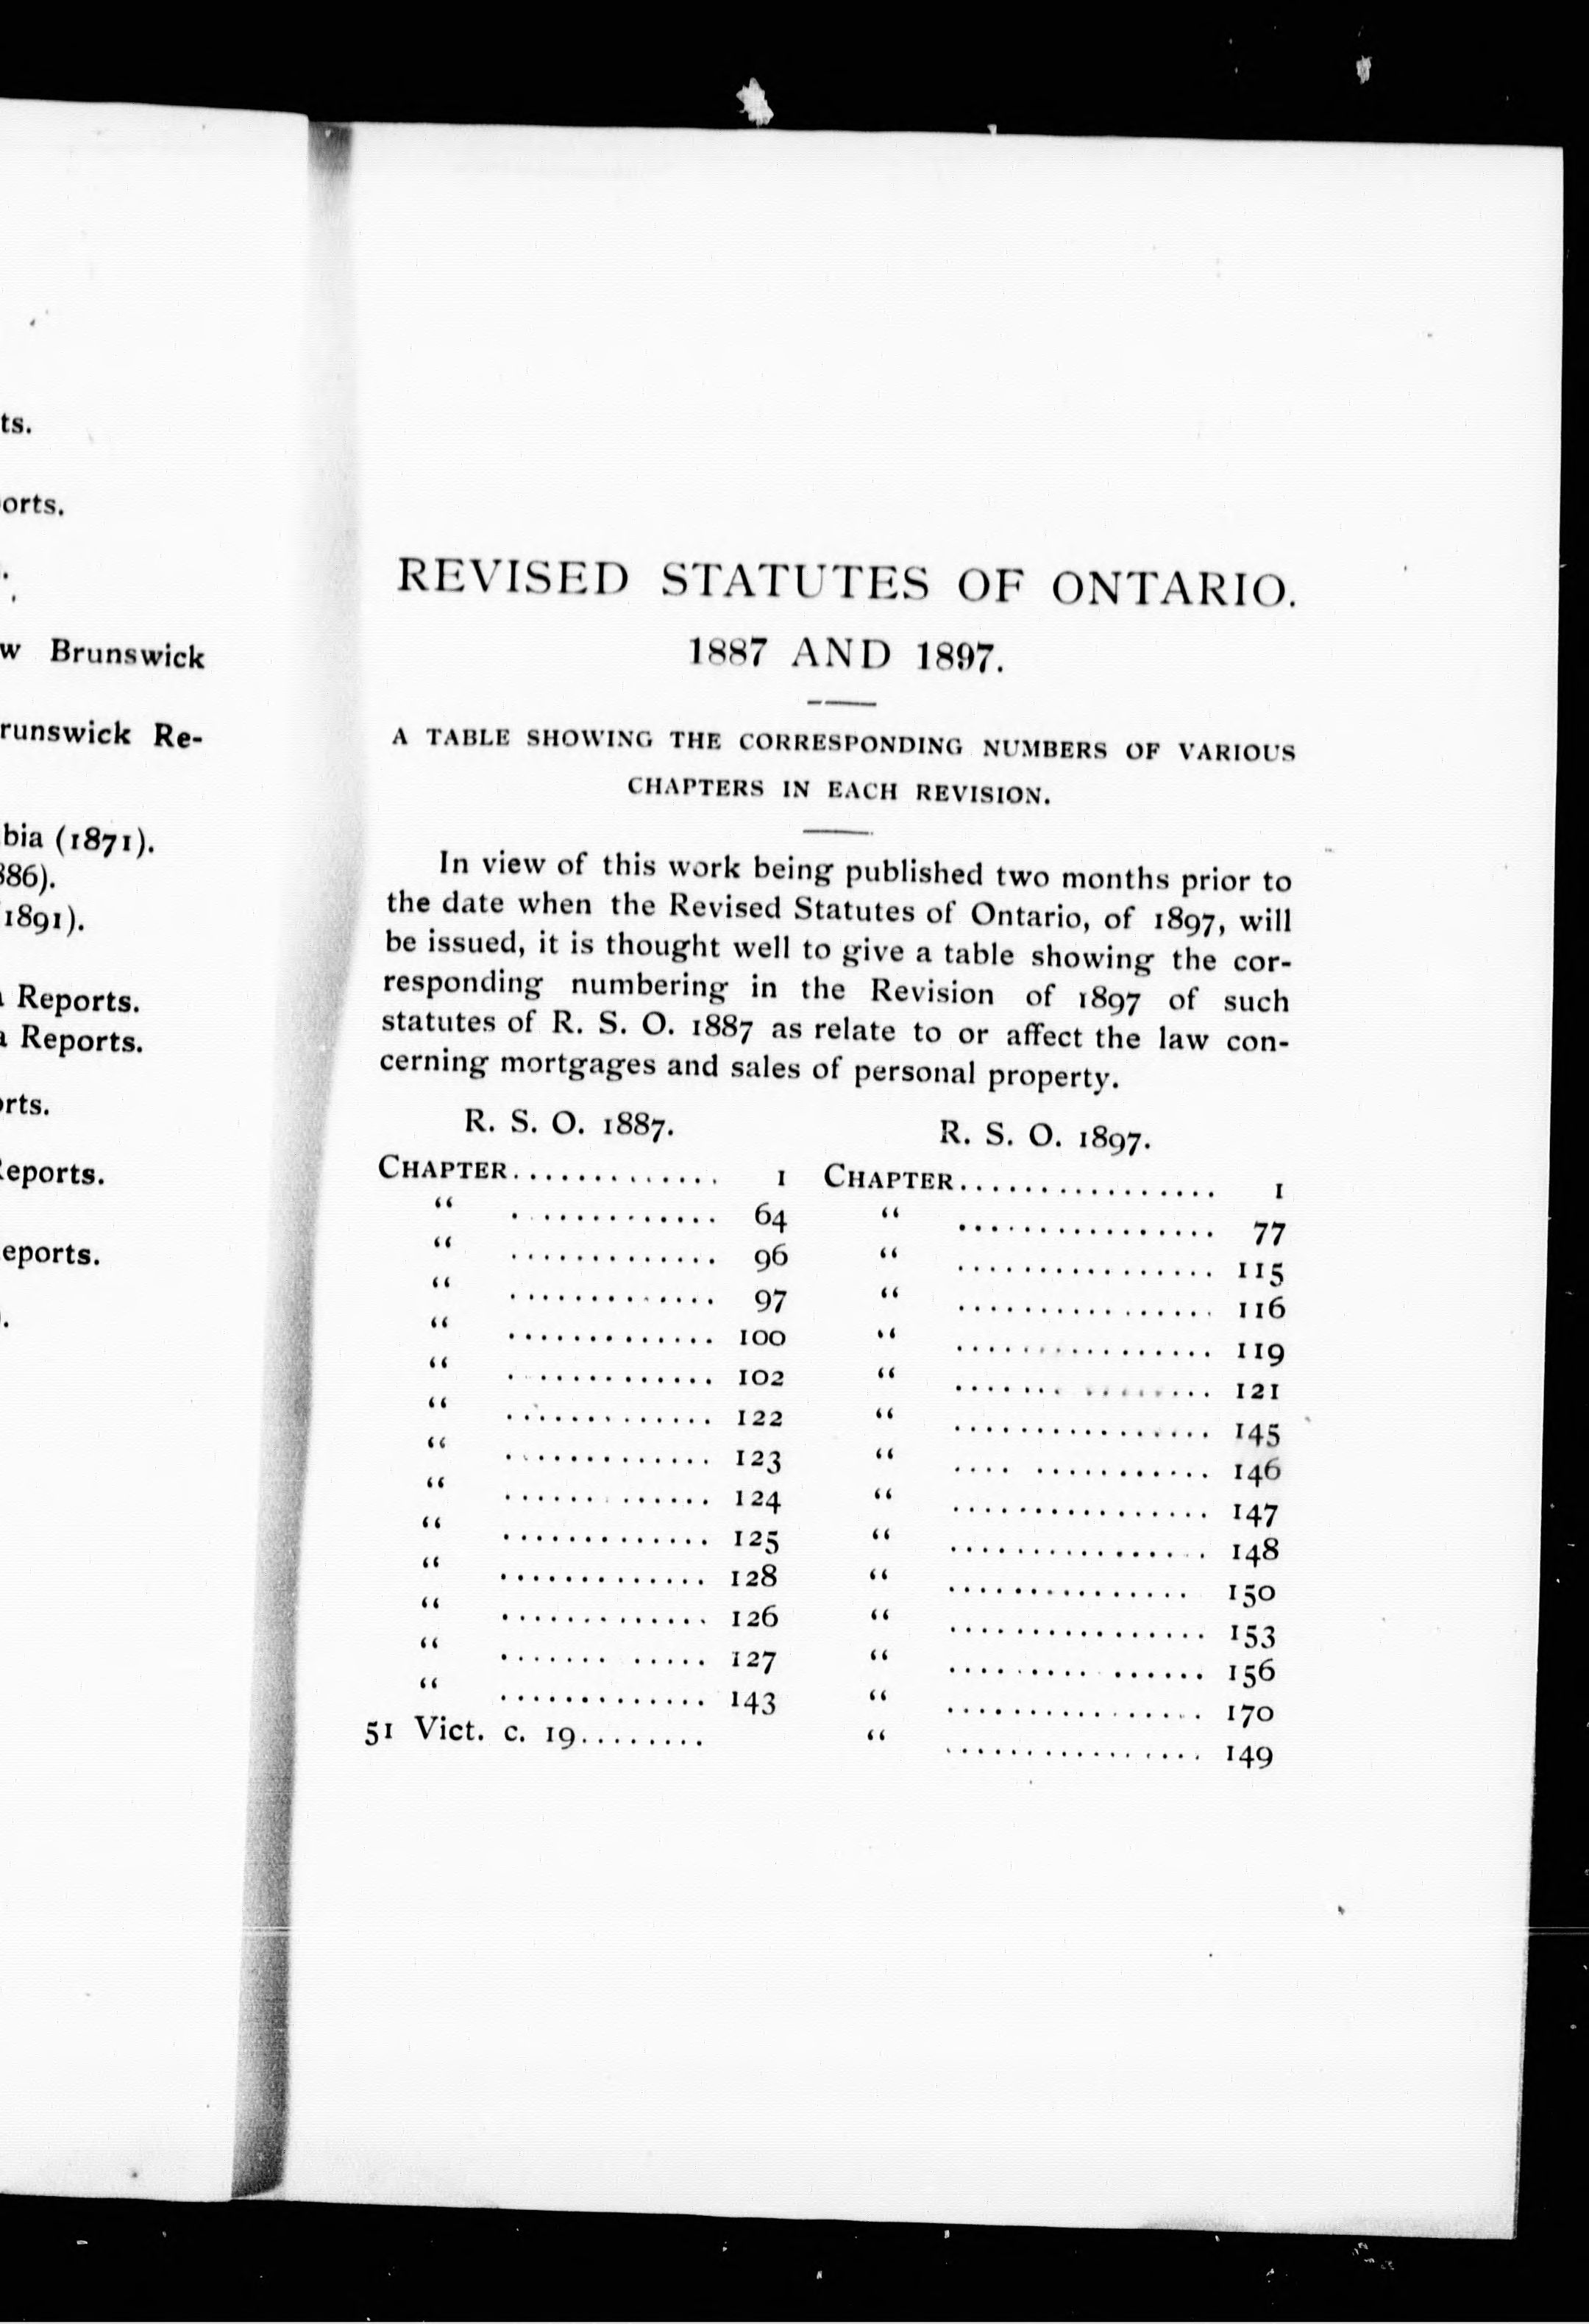 ts.
orts.
w Brunswick
runswick Re-
bia (1871).
886).
1891).
Reports.
a Reports.
orts.
Reports.
eports.
REVISED STATUTES OF ONTARIO.
1887 AND 1897.
A TABLE SHOWING THE CORRESPONDING NUMBERS OF VARIOUS
CHAPTERS IN EACH REVISION.
In view of this work being published two months prior to
the date when the Revised Statutes of Ontario, of 1897, will
be issued, it is thought well to give a table showing the cor-
responding numbering in the Revision of 1897 of such
statutes of R. S. O. 1887 as relate to or affect the law con-
cerning mortgages and sales of personal property.
R. S. O. 1887. R. S. O. 1897.
CHAPTER............. 1 CHAPTER................ 1
“ ............. 64 “ ................ 77
“ ............. 96 “ ................ 115
“ ............. 97 “ ................ 116
“ ............. 100 “ ................ 119
“ ............. 102 “ ................ 121
“ ............. 122 “ ................ 145
“ ............. 123 “ ................ 146
“ ............. 124 “ ................ 147
“ ............. 125 “ ................ 148
“ ............. 128 “ ................ 150
“ ............. 126 “ ................ 153
“ ............. 127 “ ................ 156
“ ............. 143 “ ................ 170
51 Vict. c. 19......... “ ................ 149